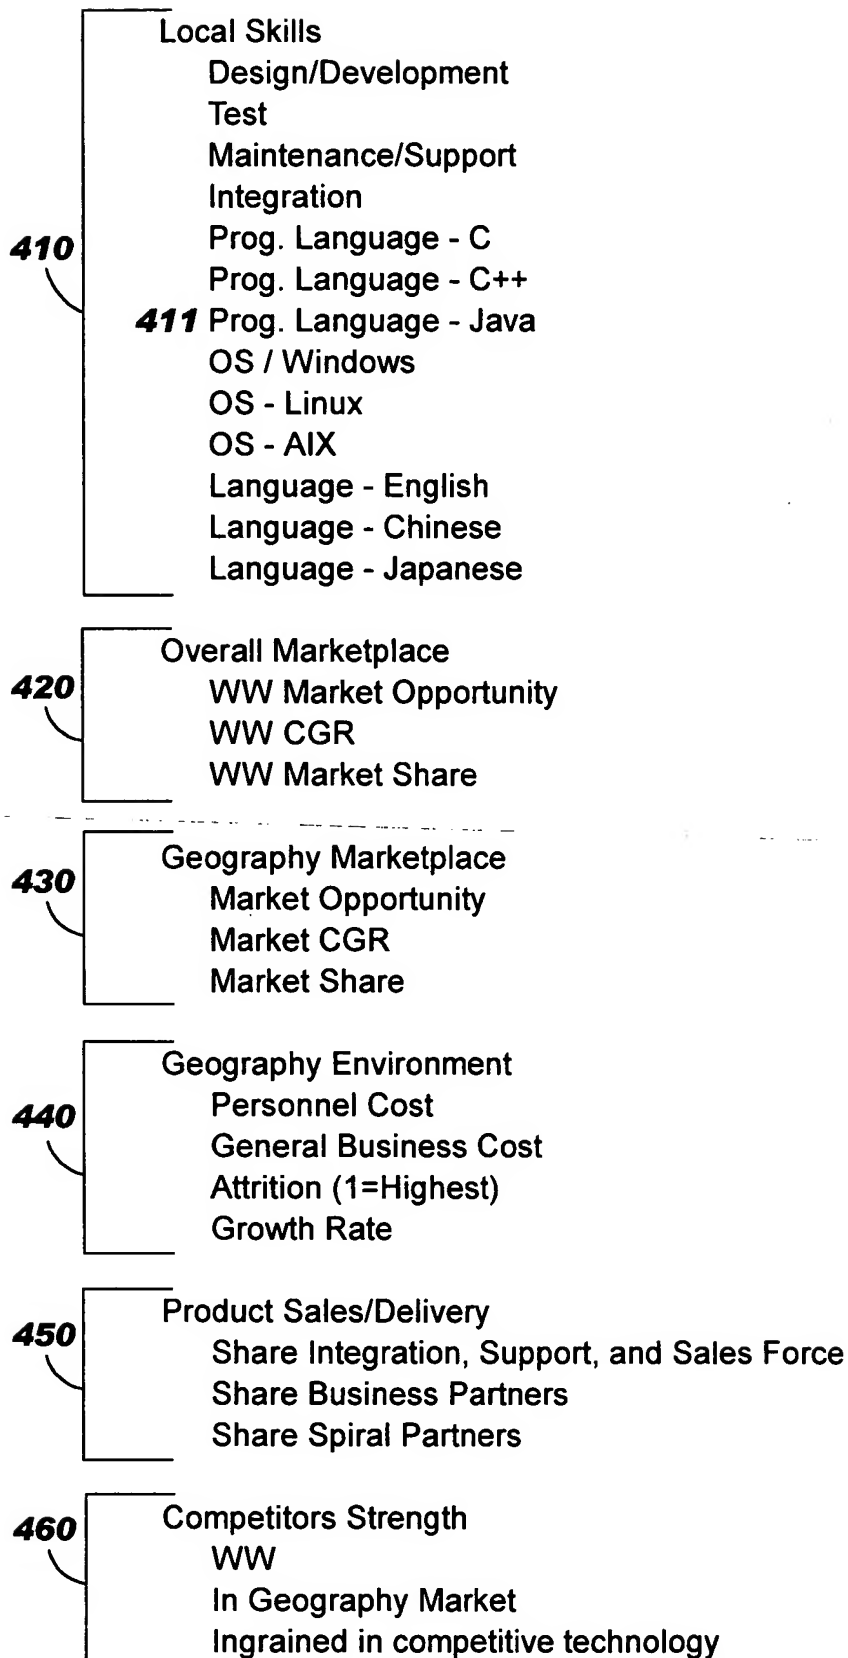 Local Skills
Design/Development
Test
Maintenance/Support
Integration
410 Prog. Language - C
Prog. Language - C++
411 Prog. Language - Java
OS / Windows
OS - Linux
OS - AIX
Language - English
Language - Chinese
Language - Japanese
Overall Marketplace
420 WW Market Opportunity
WW CGR
WW Market Share
Geography Marketplace
430 Market Opportunity
Market CGR
Market Share
Geography Environment
440 Personnel Cost
General Business Cost
Attrition (1=Highest)
Growth Rate
Product Sales/Delivery
450 Share Integration, Support, and Sales Force
Share Business Partners
Share Spiral Partners
460 Competitors Strength
WW
In Geography Market
Ingrained in competitive technology